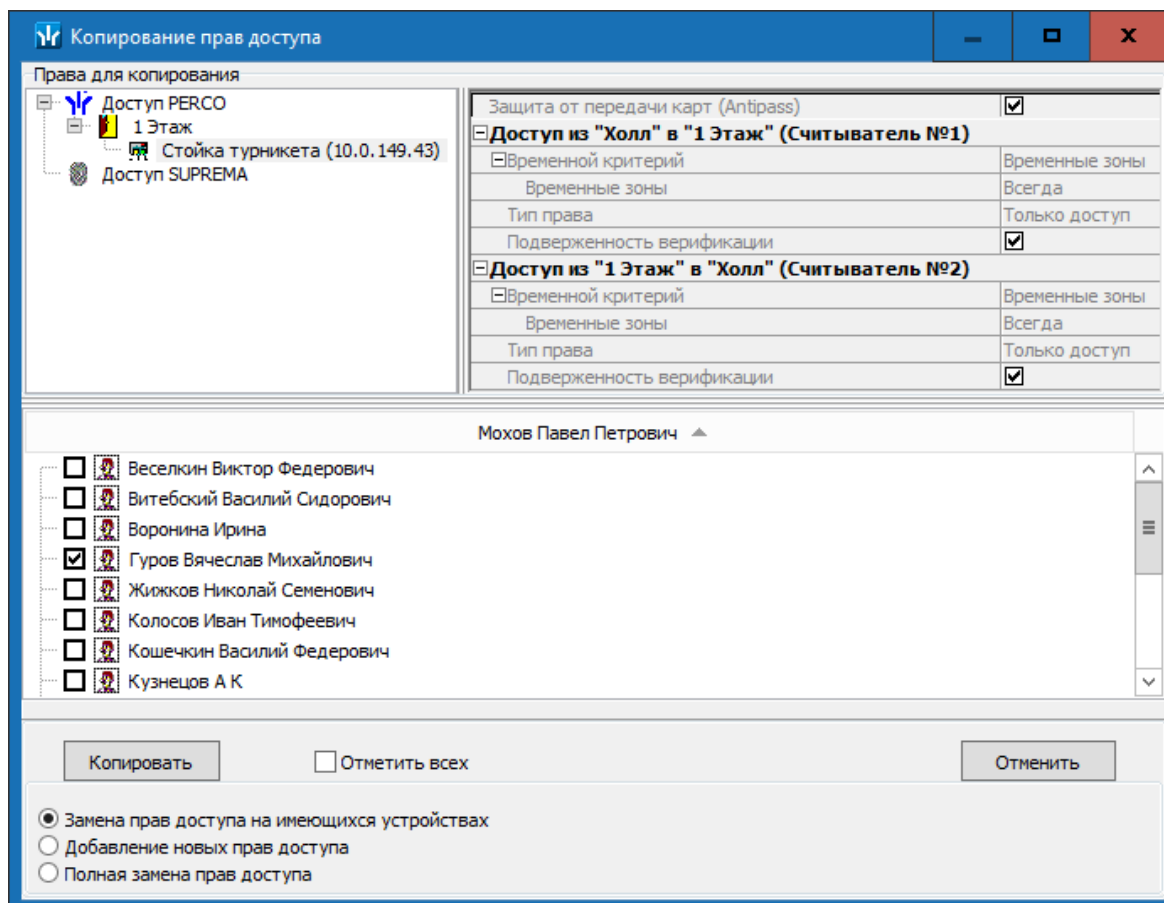 Копирование прав доступа
Права для копирования
Доступ PERCO
1 Этаж
Стойка турникета (10.0.149.43)
Доступ SUPREMA
Защита от передачи карт (Antipass)
Доступ из "Холл" в "1 Этаж" (Считыватель №1)
Временной критерий Временные зоны
Временные зоны Всегда
Тип права Только доступ
Подверженность верификации
Доступ из "1 Этаж" в "Холл" (Считыватель №2)
Временной критерий Временные зоны
Временные зоны Всегда
Тип права Только доступ
Подверженность верификации
Мохов Павел Петрович
Веселкин Виктор Федерович
Витебский Василий Сидорович
Воронина Ирина
Гуров Вячеслав Михайлович
Жижков Николай Семенович
Колосов Иван Тимофеевич
Кошечкин Василий Федерович
Кузнецов А К
Копировать Отметить всех Отменить
Замена прав доступа на имеющихся устройствах
Добавление новых прав доступа
Полная замена прав доступа